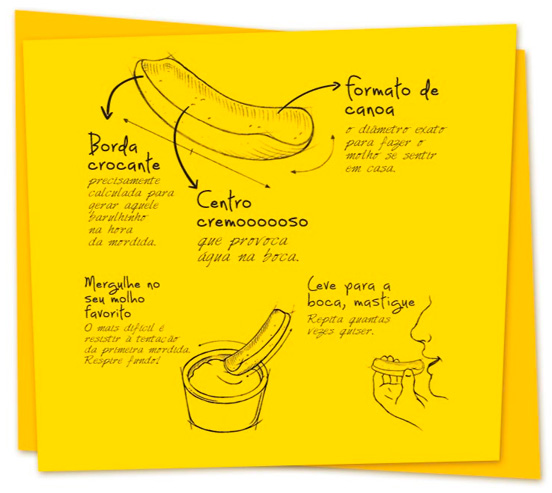 formato de
canoa
o diâmetro exato
para fazer o
molho se sentir
em casa.
Borda
crocante
precisamente
calculada para
gerar aquele
barulhinho
na hora
da mordida.
Centro
cremoooooso
que provoca
água na boca.
Mergulhe no
seu molho
favorito
O mais difícil é
resistir à tentação
da primeira mordida.
Respire fundo!
Leve para a
boca, mastigue
Repita quantas
vezes quiser.